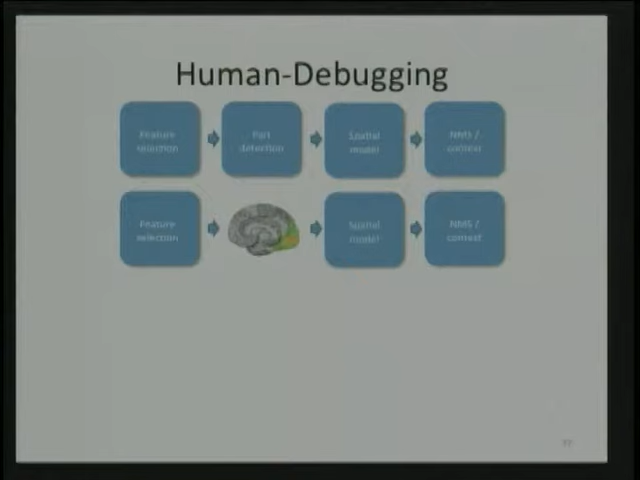 Human-Debugging
Feature
selection
Part
detection
Spatial
model
NMS /
context
Feature
selection
Spatial
model
NMS /
context